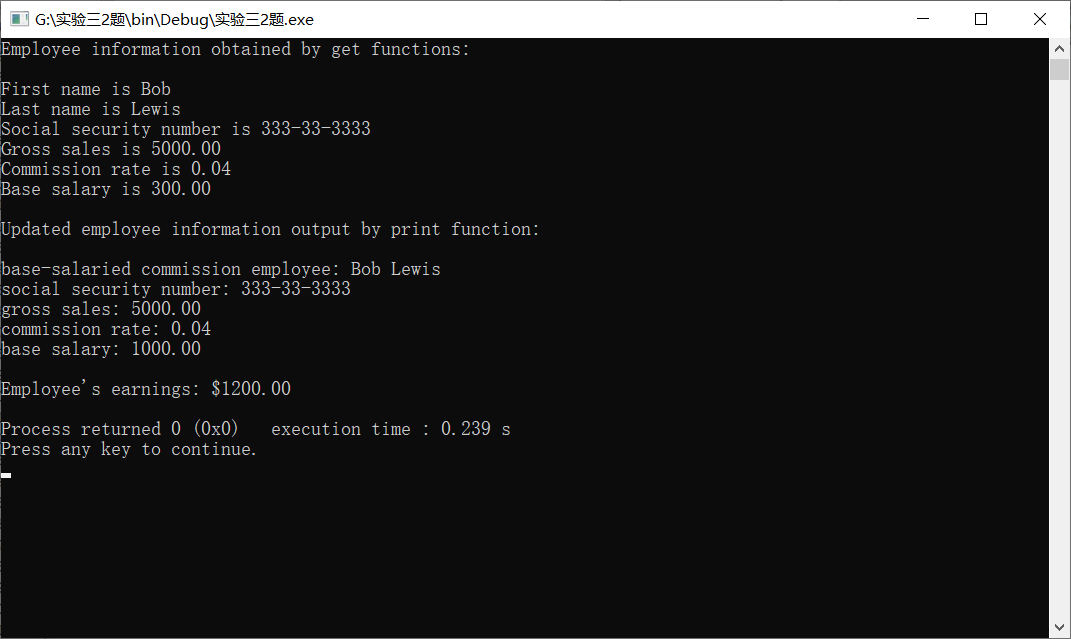 G:\实验三2题\bin\Debug\实验三2题.exe
Employee information obtained by get functions:
First name is Bob
Last name is Lewis
Social security number is 333-33-3333
Gross sales is 5000.00
Commission rate is 0.04
Base salary is 300.00
Updated employee information output by print function:
base-salaried commission employee: Bob Lewis
social security number: 333-33-3333
gross sales: 5000.00
commission rate: 0.04
base salary: 1000.00
Employee's earnings: $1200.00
Process returned 0 (0x0)   execution time : 0.239 s
Press any key to continue.